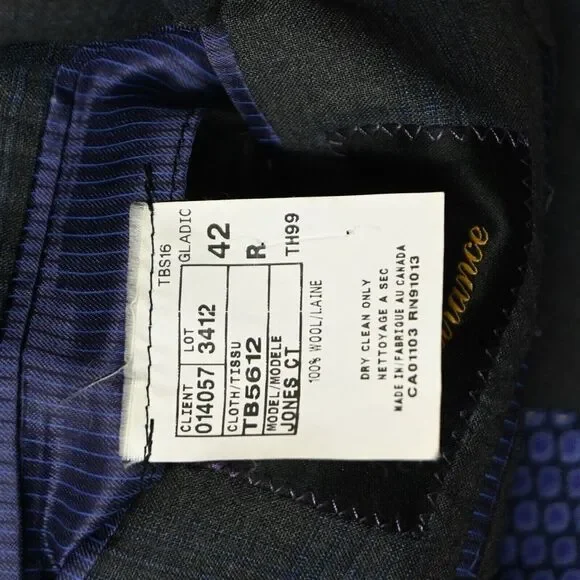 TBS16 GLADIC
CLIENT LOT
014057 3412 42
CLOTH/TISSU
TB5612 R
MODEL/MODELE
JONES CT TH99
100% WOOL/LAINE
DRY CLEAN ONLY
NETTOYAGE A SEC
MADE IN/FABRIQUE AU CANADA
CA01103 RN91013